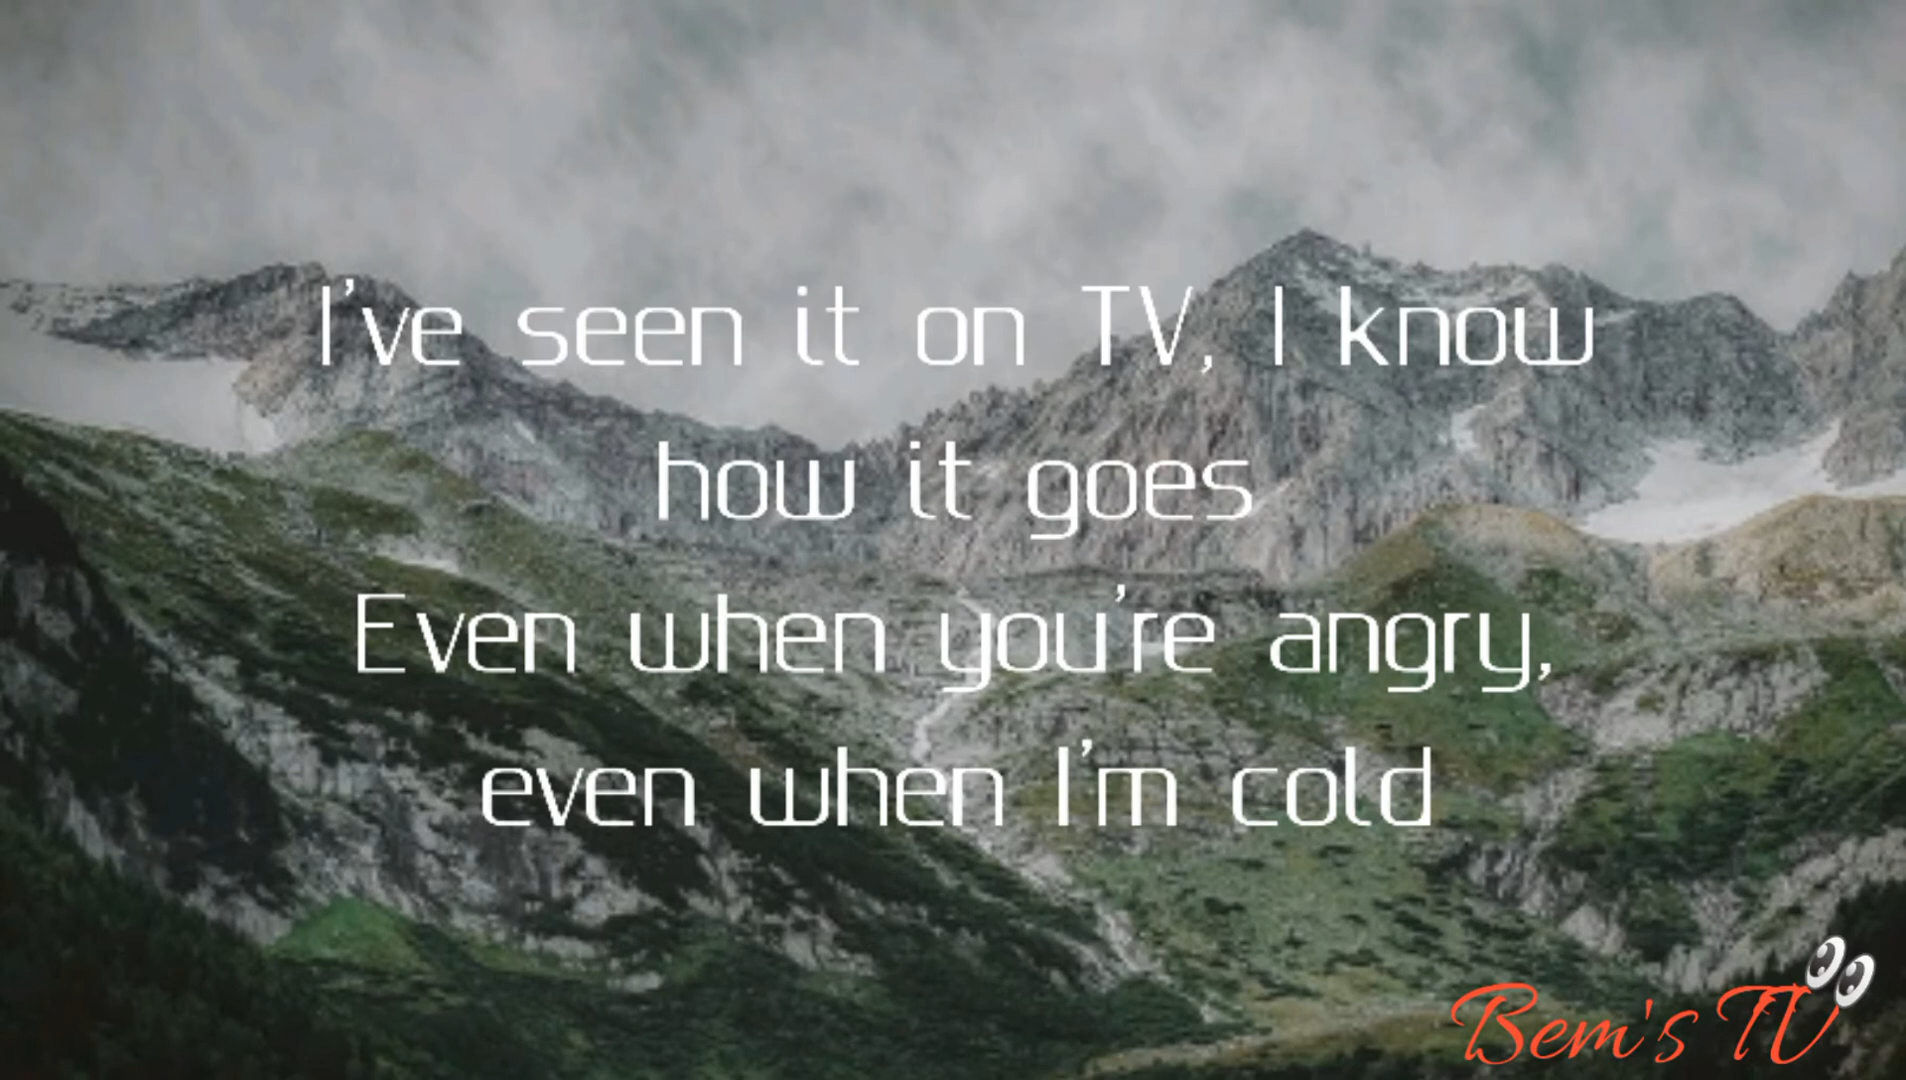 I've seen it on TV, I know
how it goes
Even when you're angry,
even when I'm cold
Bem's TV